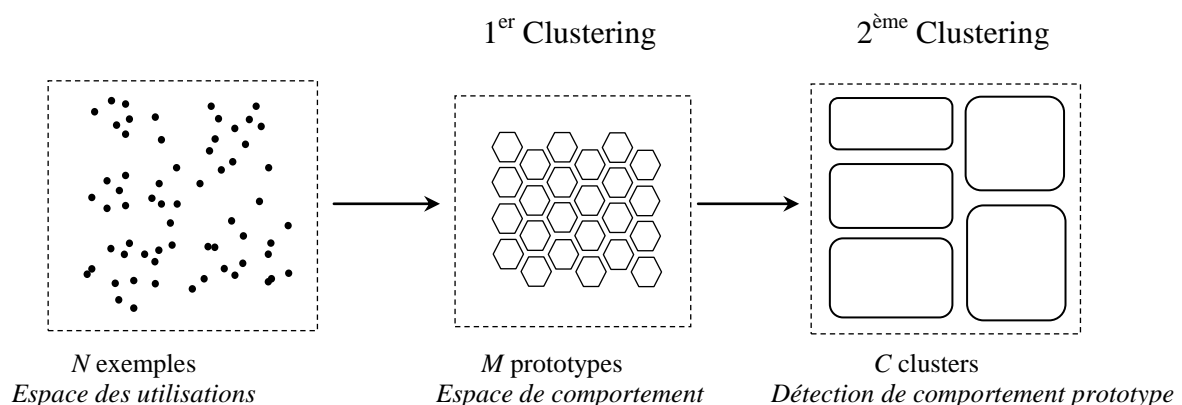 1er Clustering
2ème Clustering
N exemples
Espace des utilisations
M prototypes
Espace de comportement
C clusters
Détection de comportement prototype